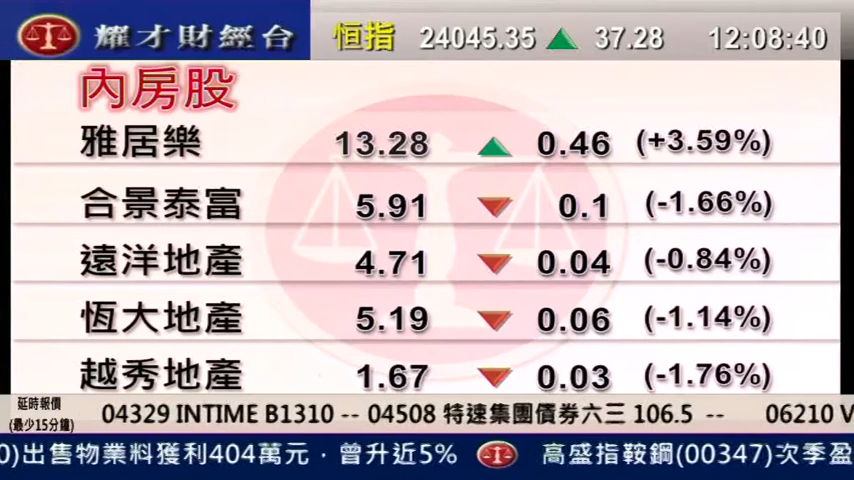 耀才財經台 恒指 24045.35 ▲ 37.28 12:08:40
內房股
雅居樂 13.28 ▲ 0.46 (+3.59%)
合景泰富 5.91 ▼ 0.1 (-1.66%)
遠洋地產 4.71 ▼ 0.04 (-0.84%)
恆大地產 5.19 ▼ 0.06 (-1.14%)
越秀地產 1.67 ▼ 0.03 (-1.76%)
延時報價
(最少15分鐘)
04329 INTIME B1310 -- 04508 特速集團債券六三 106.5 -- 06210 V
0)出售物業料獲利404萬元﹐曾升近5% 高盛指鞍鋼(00347)次季盈